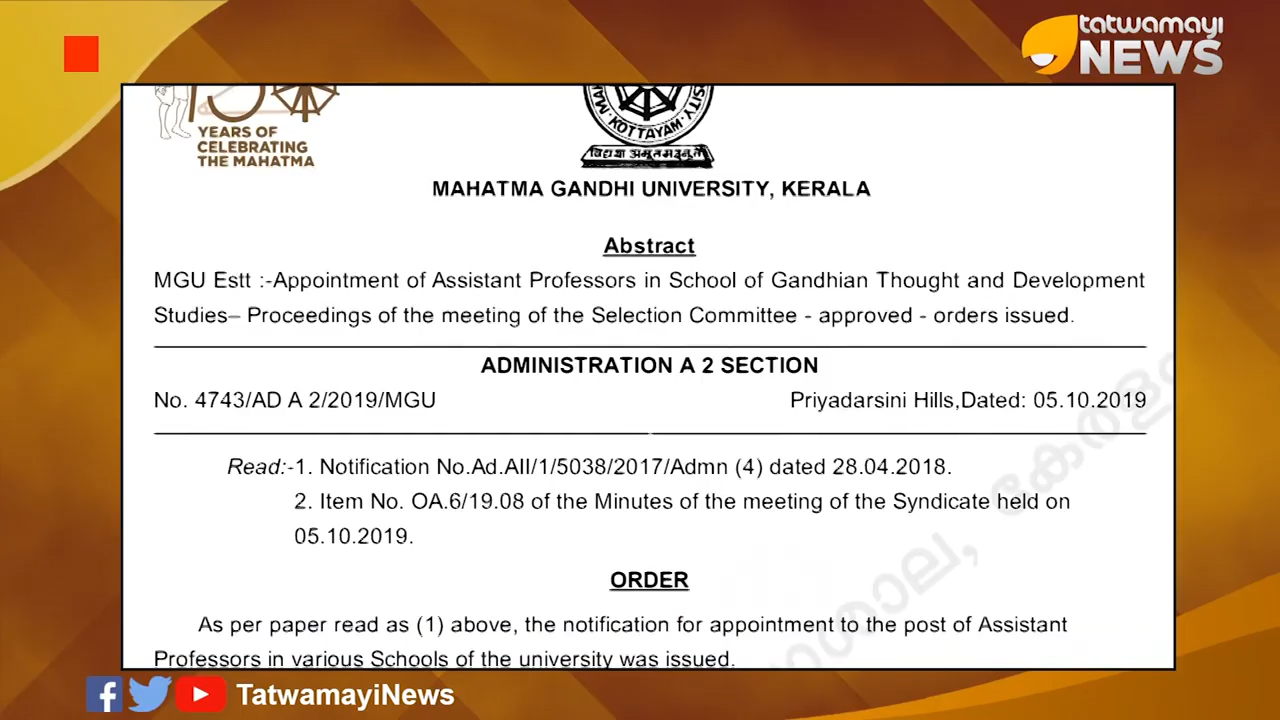 tatwamayi
NEWS
YEARS OF
CELEBRATING
THE MAHATMA
KOTTAYAM
विद्यया अमृतमश्नुते
MAHATMA GANDHI UNIVERSITY, KERALA
Abstract
MGU Estt :-Appointment of Assistant Professors in School of Gandhian Thought and Development
Studies– Proceedings of the meeting of the Selection Committee - approved - orders issued.
ADMINISTRATION A 2 SECTION
No. 4743/AD A 2/2019/MGU Priyadarsini Hills,Dated: 05.10.2019
Read:-1. Notification No.Ad.AII/1/5038/2017/Admn (4) dated 28.04.2018.
2. Item No. OA.6/19.08 of the Minutes of the meeting of the Syndicate held on
05.10.2019.
ORDER
As per paper read as (1) above, the notification for appointment to the post of Assistant
Professors in various Schools of the university was issued.
TatwamayiNews